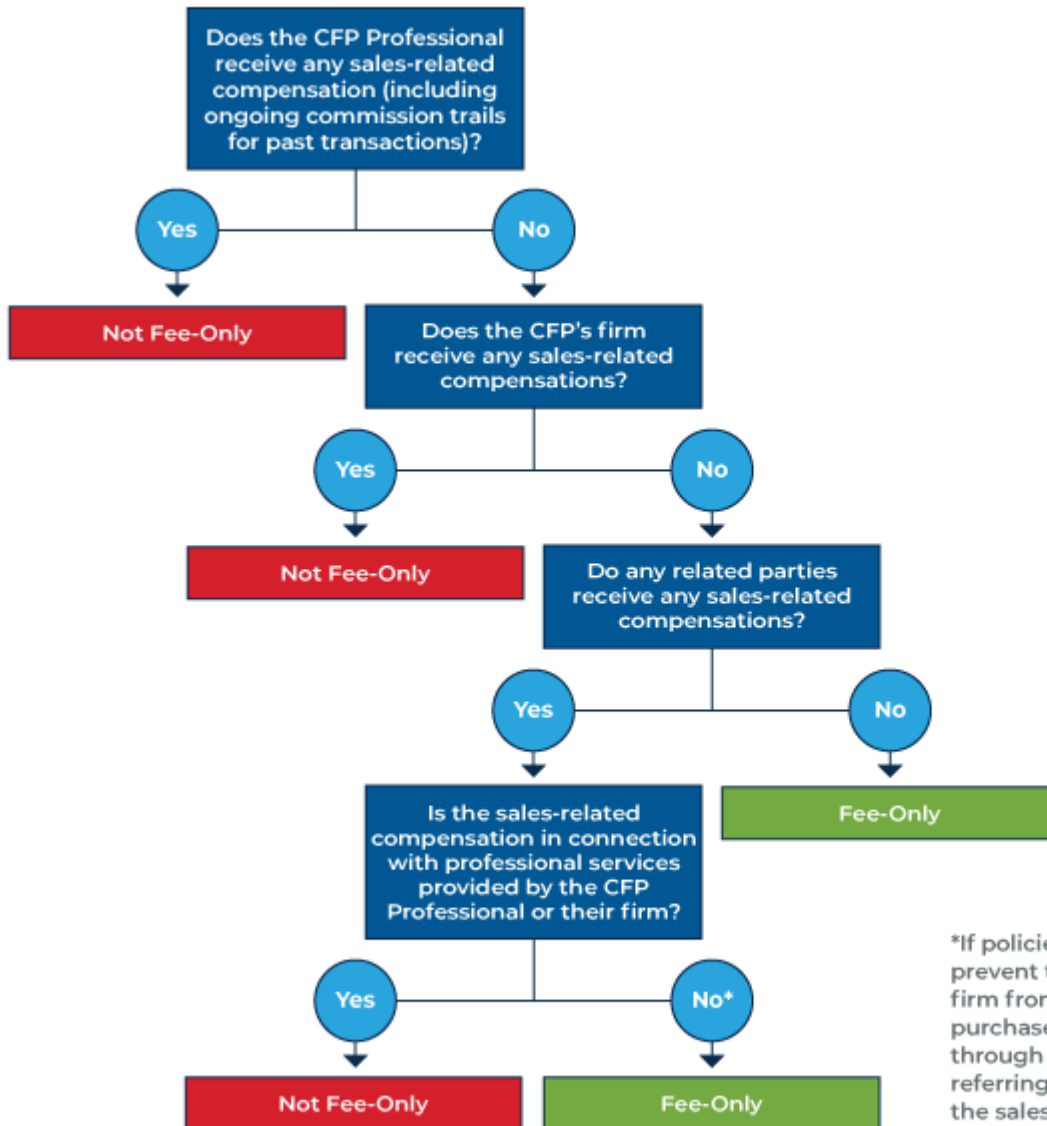 Does the CFP Professional
receive any sales-related
compensation (including
ongoing commission trails
for past transactions)?
Yes
No
Not Fee-Only
Does the CFP's firm
receive any sales-related
compensations?
Yes
No
Not Fee-Only
Do any related parties
receive any sales-related
compensations?
Yes
No
Is the sales-related
compensation in connection
with professional services
provided by the CFP
Professional or their firm?
Fee-Only
Yes
No*
Not Fee-Only
Fee-Only
*If policie
prevent
firm from
purchase
through
referring
the sales